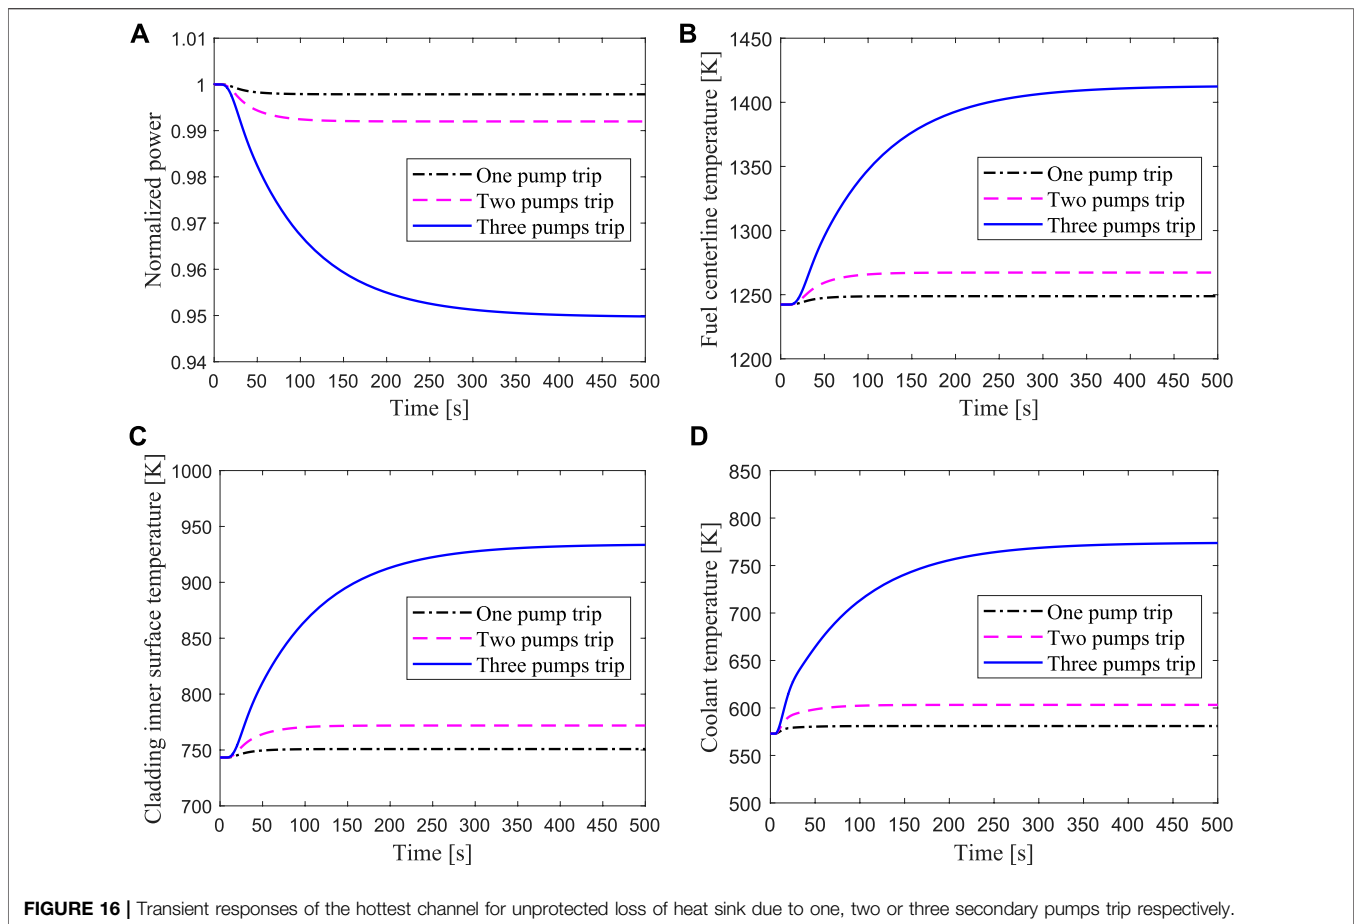 A
1.01
1
0.99
0.98
0.97
0.96
0.95
0.94
Normalized power
One pump trip
Two pumps trip
Three pumps trip
0 50 100 150 200 250 300 350 400 450 500
Time [s]
B
1450
1400
1350
1300
1250
1200
Fuel centerline temperature [K]
One pump trip
Two pumps trip
Three pumps trip
0 50 100 150 200 250 300 350 400 450 500
Time [s]
C
1000
950
900
850
800
750
700
Cladding inner surface temperature [K]
One pump trip
Two pumps trip
Three pumps trip
0 50 100 150 200 250 300 350 400 450 500
Time [s]
D
850
800
750
700
650
600
550
500
Coolant temperature [K]
One pump trip
Two pumps trip
Three pumps trip
0 50 100 150 200 250 300 350 400 450 500
Time [s]
FIGURE 16 | Transient responses of the hottest channel for unprotected loss of heat sink due to one, two or three secondary pumps trip respectively.